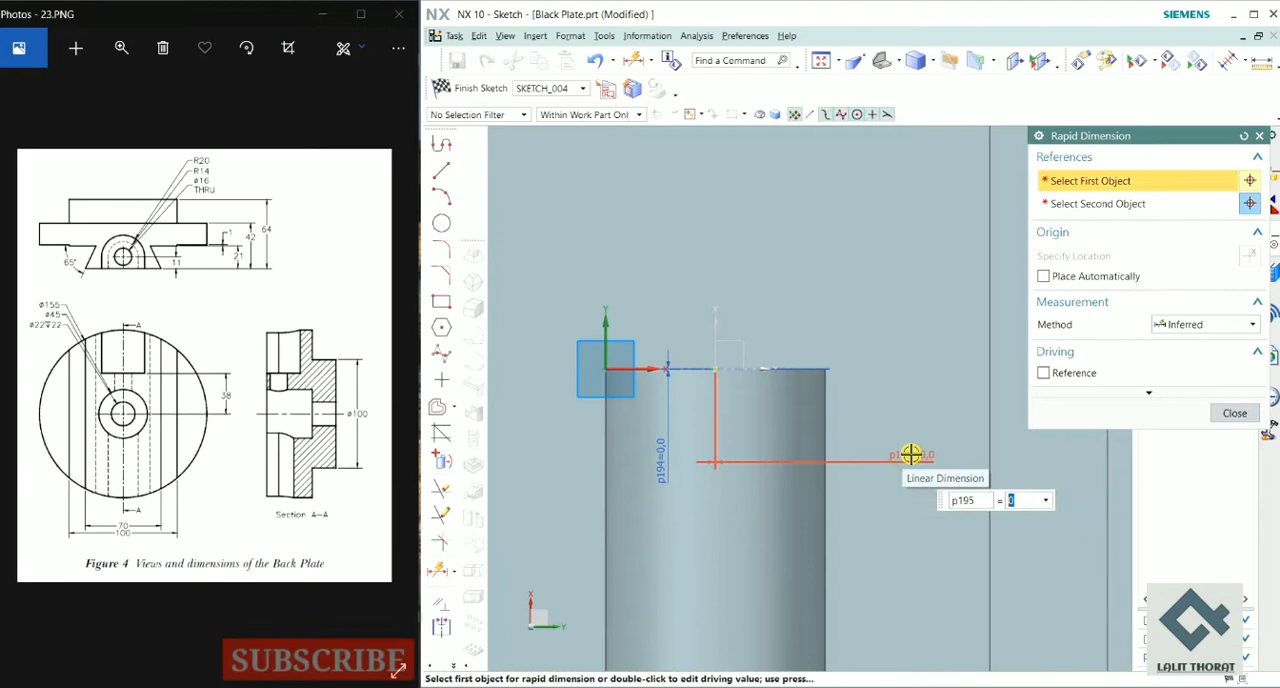 Photos - 23.PNG
R20
R14
ø16
THRU
1
64
42
21
11
65°
ø155
ø45
ø22↧22
A
A
38
ø100
70
100
Section A–A
Figure 4 Views and dimensions of the Back Plate
SUBSCRIBE
NX NX 10 - Sketch - [Black Plate.prt (Modified) ]
SIEMENS
Task Edit View Insert Format Tools Information Analysis Preferences Help
Find a Command
Finish Sketch SKETCH_004
No Selection Filter Within Work Part Onl
Rapid Dimension
References
* Select First Object
* Select Second Object
Origin
Specify Location
Place Automatically
Measurement
Method Inferred
Driving
Reference
Close
Y
X
p194=0,0
Linear Dimension
p195 = 0
X
Y
LALIT THORAT
Select first object for rapid dimension or double-click to edit driving value; use press...